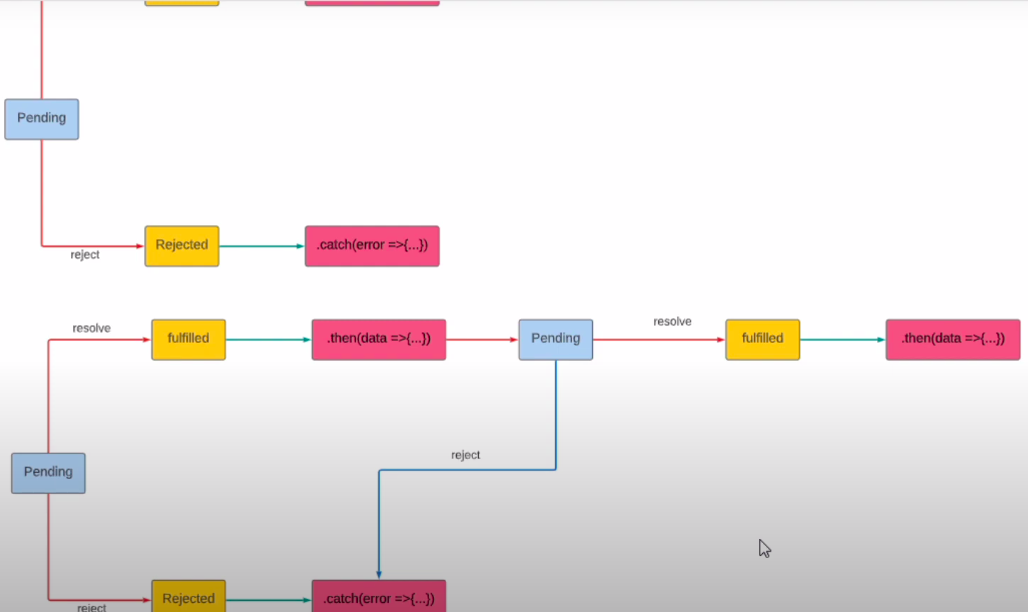 Pending
Rejected
.catch(error =>{...})
reject
resolve
fulfilled
.then(data =>{...})
Pending
resolve
fulfilled
.then(data =>{...})
reject
Pending
Rejected
.catch(error =>{...})
reject